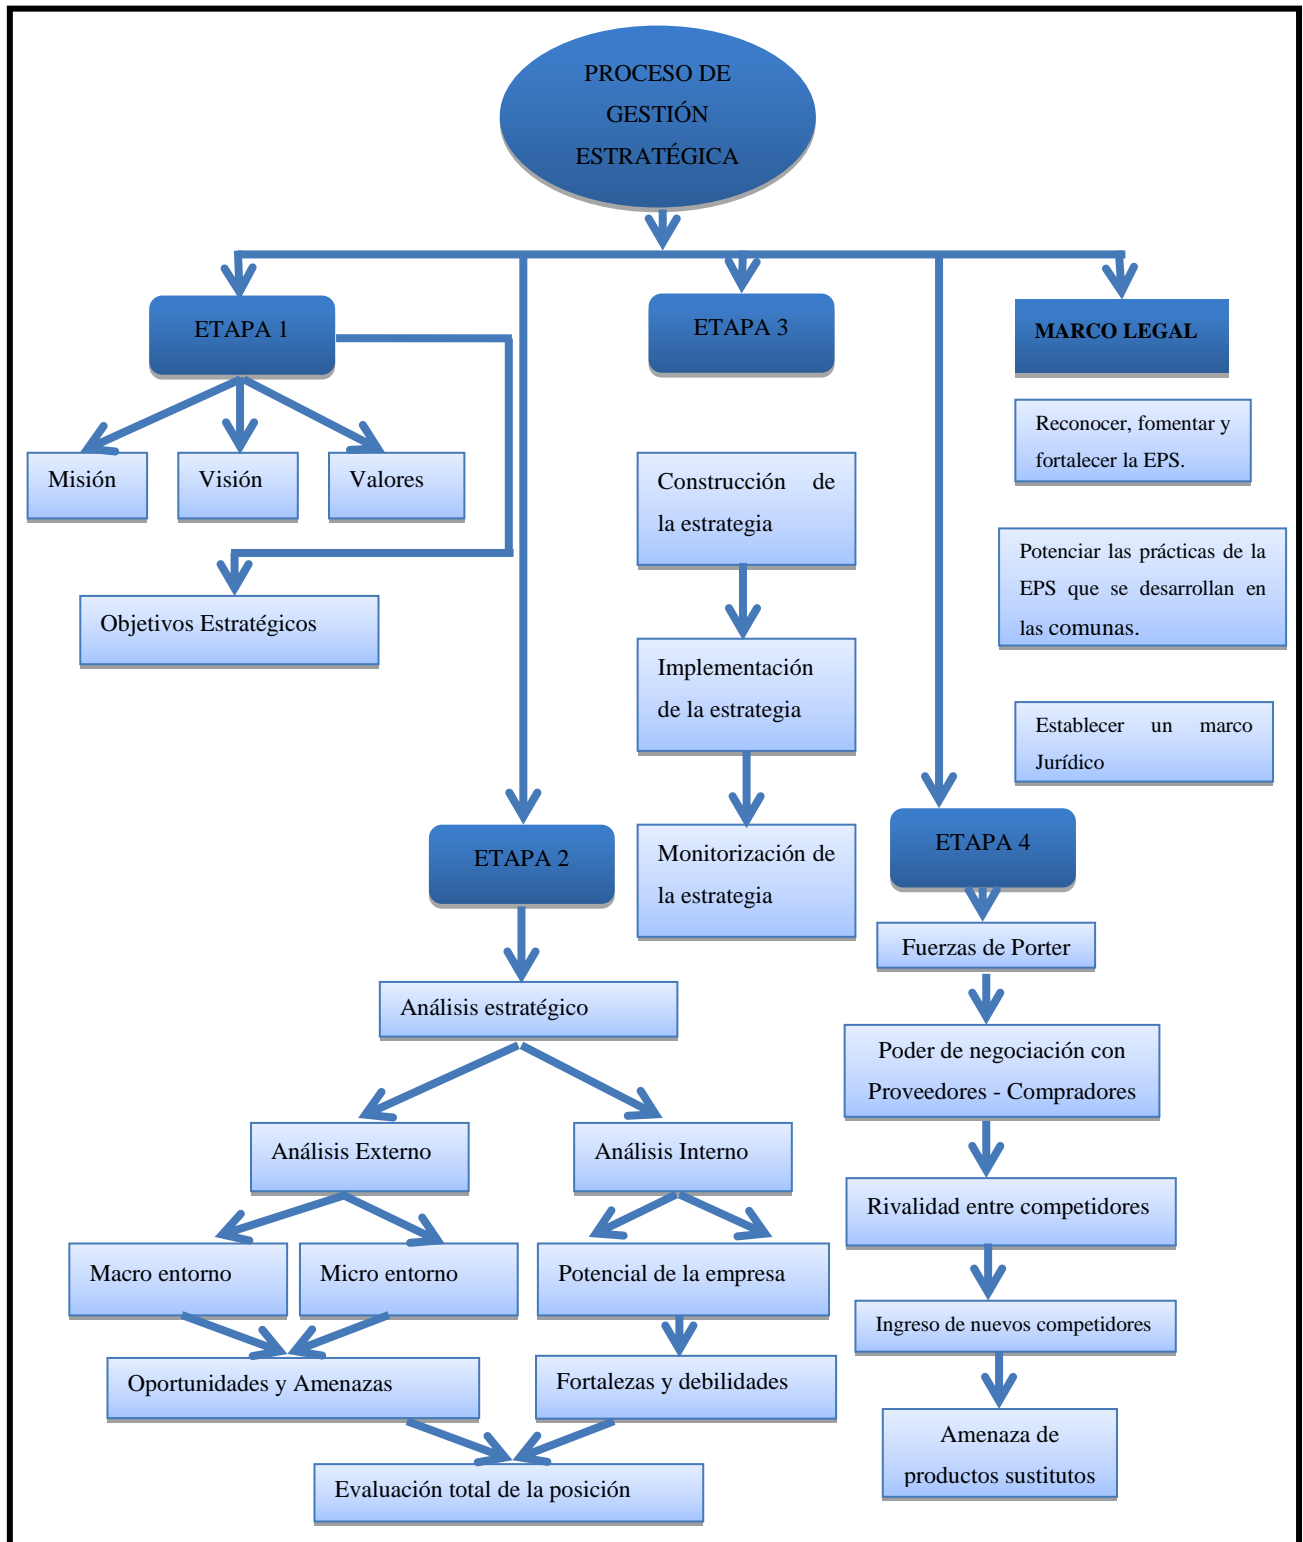 PROCESO DE
GESTIÓN
ESTRATÉGICA
ETAPA 1
ETAPA 3
MARCO LEGAL
Reconocer, fomentar y
fortalecer la EPS.
Misión
Visión
Valores
Construcción de
la estrategia
Potenciar las prácticas de la
EPS que se desarrollan en
las comunas.
Objetivos Estratégicos
Implementación
de la estrategia
Establecer un marco
Jurídico
ETAPA 2
Monitorización de
la estrategia
ETAPA 4
Fuerzas de Porter
Análisis estratégico
Poder de negociación con
Proveedores - Compradores
Análisis Externo
Análisis Interno
Rivalidad entre competidores
Macro entorno
Micro entorno
Potencial de la empresa
Ingreso de nuevos competidores
Oportunidades y Amenazas
Fortalezas y debilidades
Amenaza de
productos sustitutos
Evaluación total de la posición